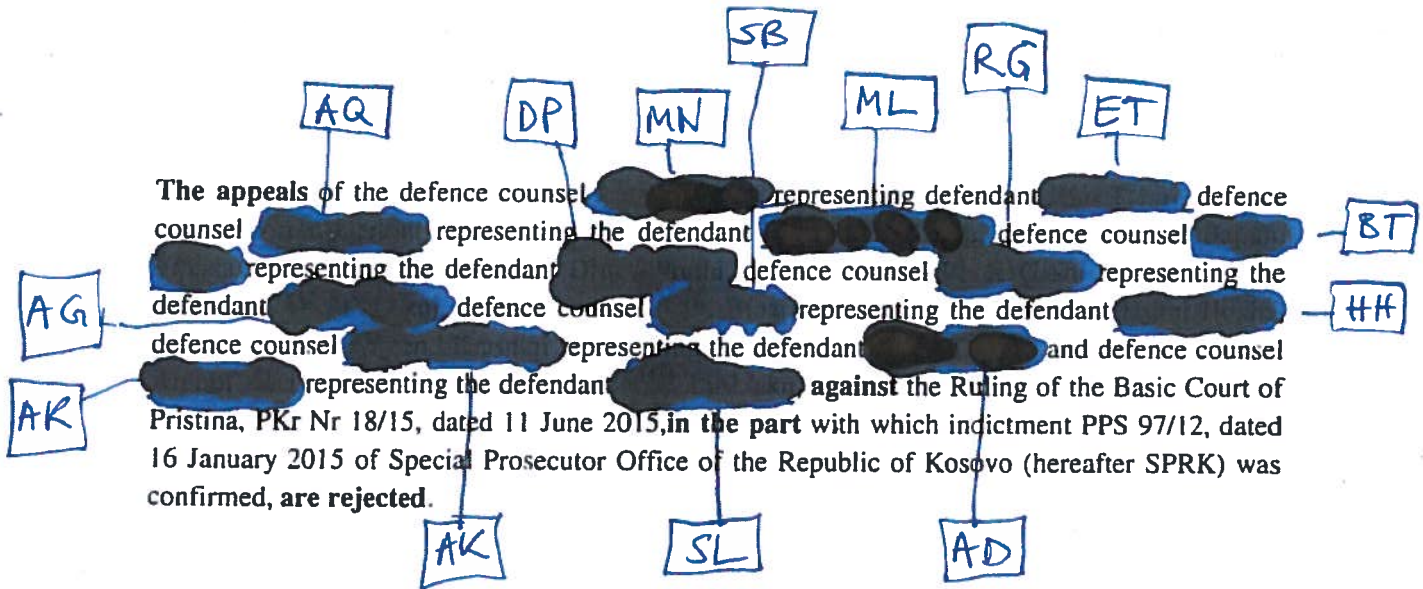 SB
RG
AQ
DP
MN
ML
ET
The appeals of the defence counsel representing defendant defence
counsel representing the defendant defence counsel
BT
representing the defendant defence counsel representing the
AG
defendant defence counsel representing the defendant
HH
defence counsel representing the defendant and defence counsel
AK
representing the defendant against the Ruling of the Basic Court of
Pristina, PKr Nr 18/15, dated 11 June 2015,in the part with which indictment PPS 97/12, dated
16 January 2015 of Special Prosecutor Office of the Republic of Kosovo (hereafter SPRK) was
confirmed, are rejected.
AK
SL
AD